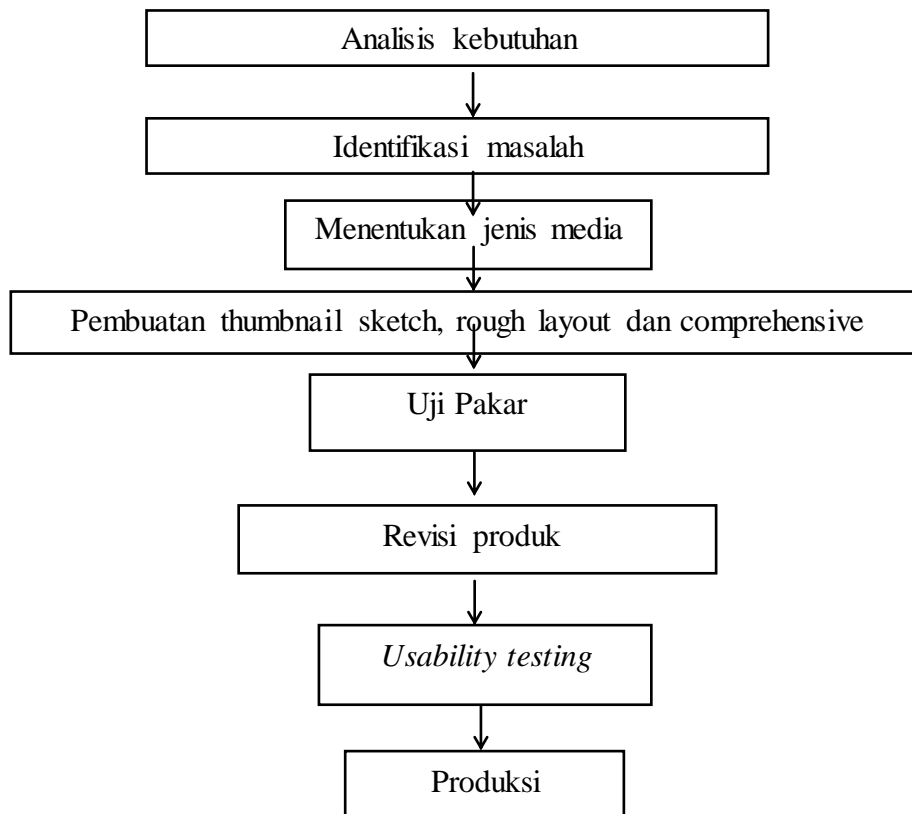 Analisis kebutuhan
Identifikasi masalah
Menentukan jenis media
Pembuatan thumbnail sketch, rough layout dan comprehensive
Uji Pakar
Revisi produk
Usability testing
Produksi